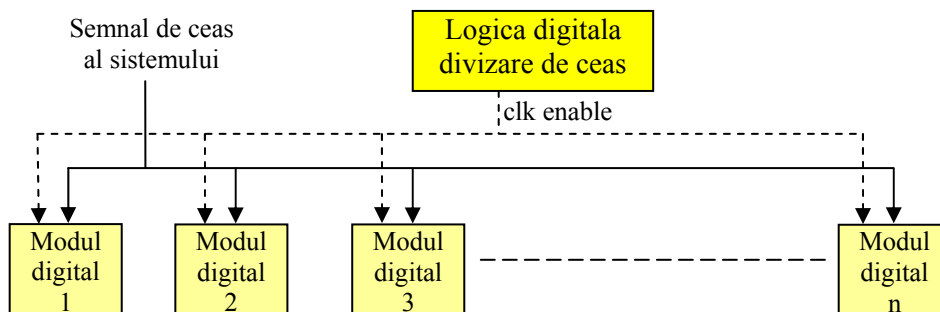 Semnal de ceas
al sistemului
Logica digitala
divizare de ceas
clk enable
Modul
digital
1
Modul
digital
2
Modul
digital
3
Modul
digital
n